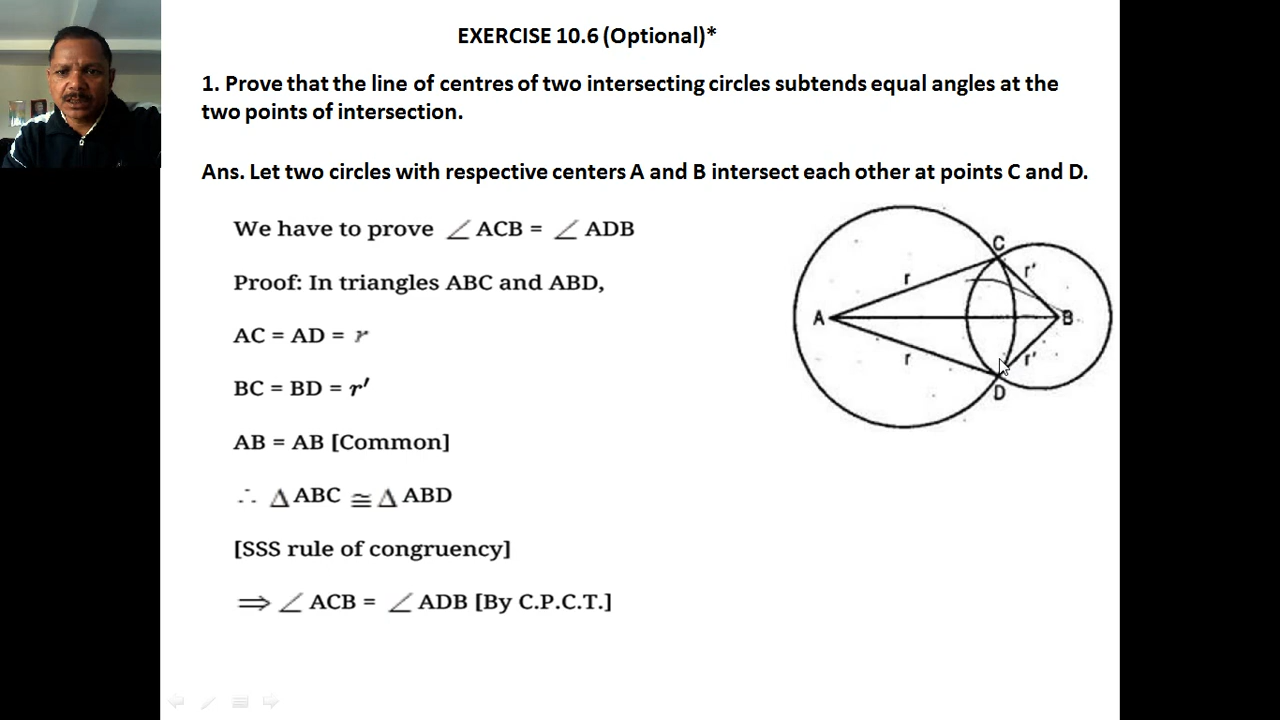 EXERCISE 10.6 (Optional)*
1. Prove that the line of centres of two intersecting circles subtends equal angles at the
two points of intersection.
Ans. Let two circles with respective centers A and B intersect each other at points C and D.
We have to prove ∠ ACB = ∠ ADB
Proof: In triangles ABC and ABD,
AC = AD = r
BC = BD = r′
AB = AB [Common]
∴ Δ ABC ≅ Δ ABD
[SSS rule of congruency]
⟹ ∠ ACB = ∠ ADB [By C.P.C.T.]
C
r
r'
A
B
r
r'
D